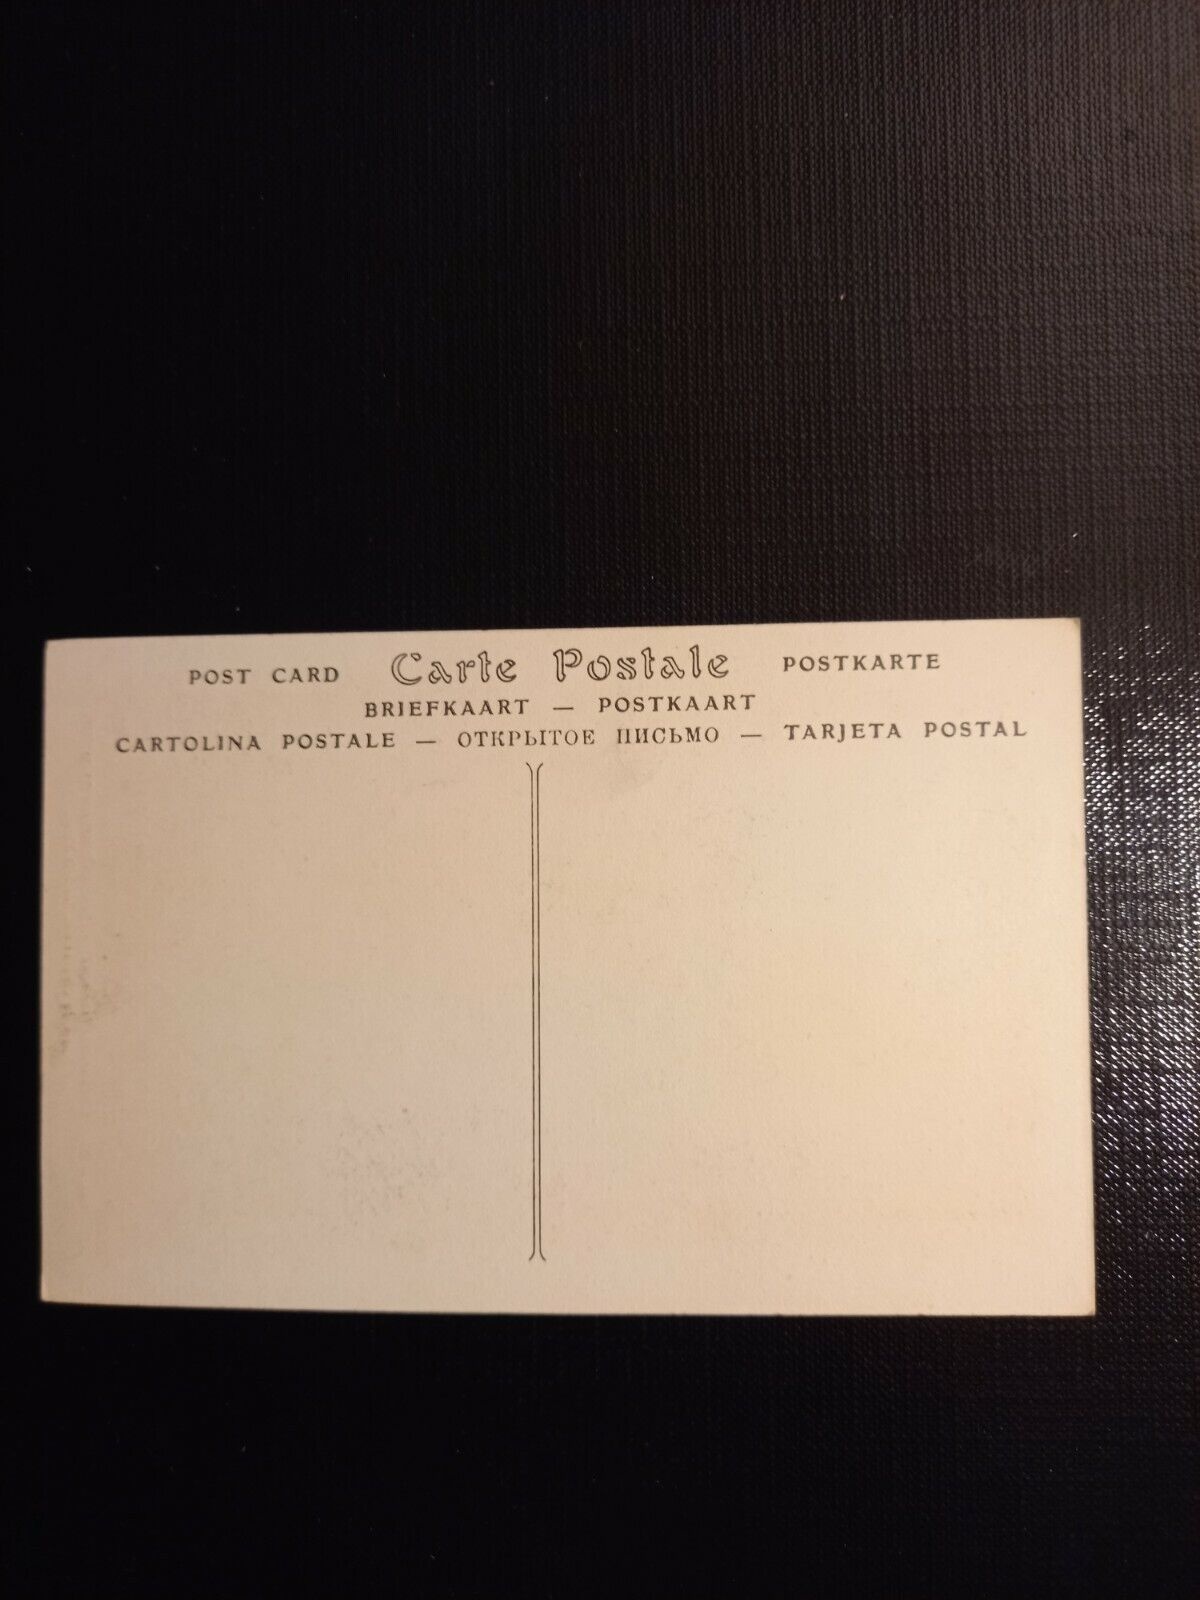 POST CARD Carte Postale POSTKARTE
BRIEFKAART — POSTKAART
CARTOLINA POSTALE — ОТКРЫТОЕ ПИСЬМО — TARJETA POSTAL